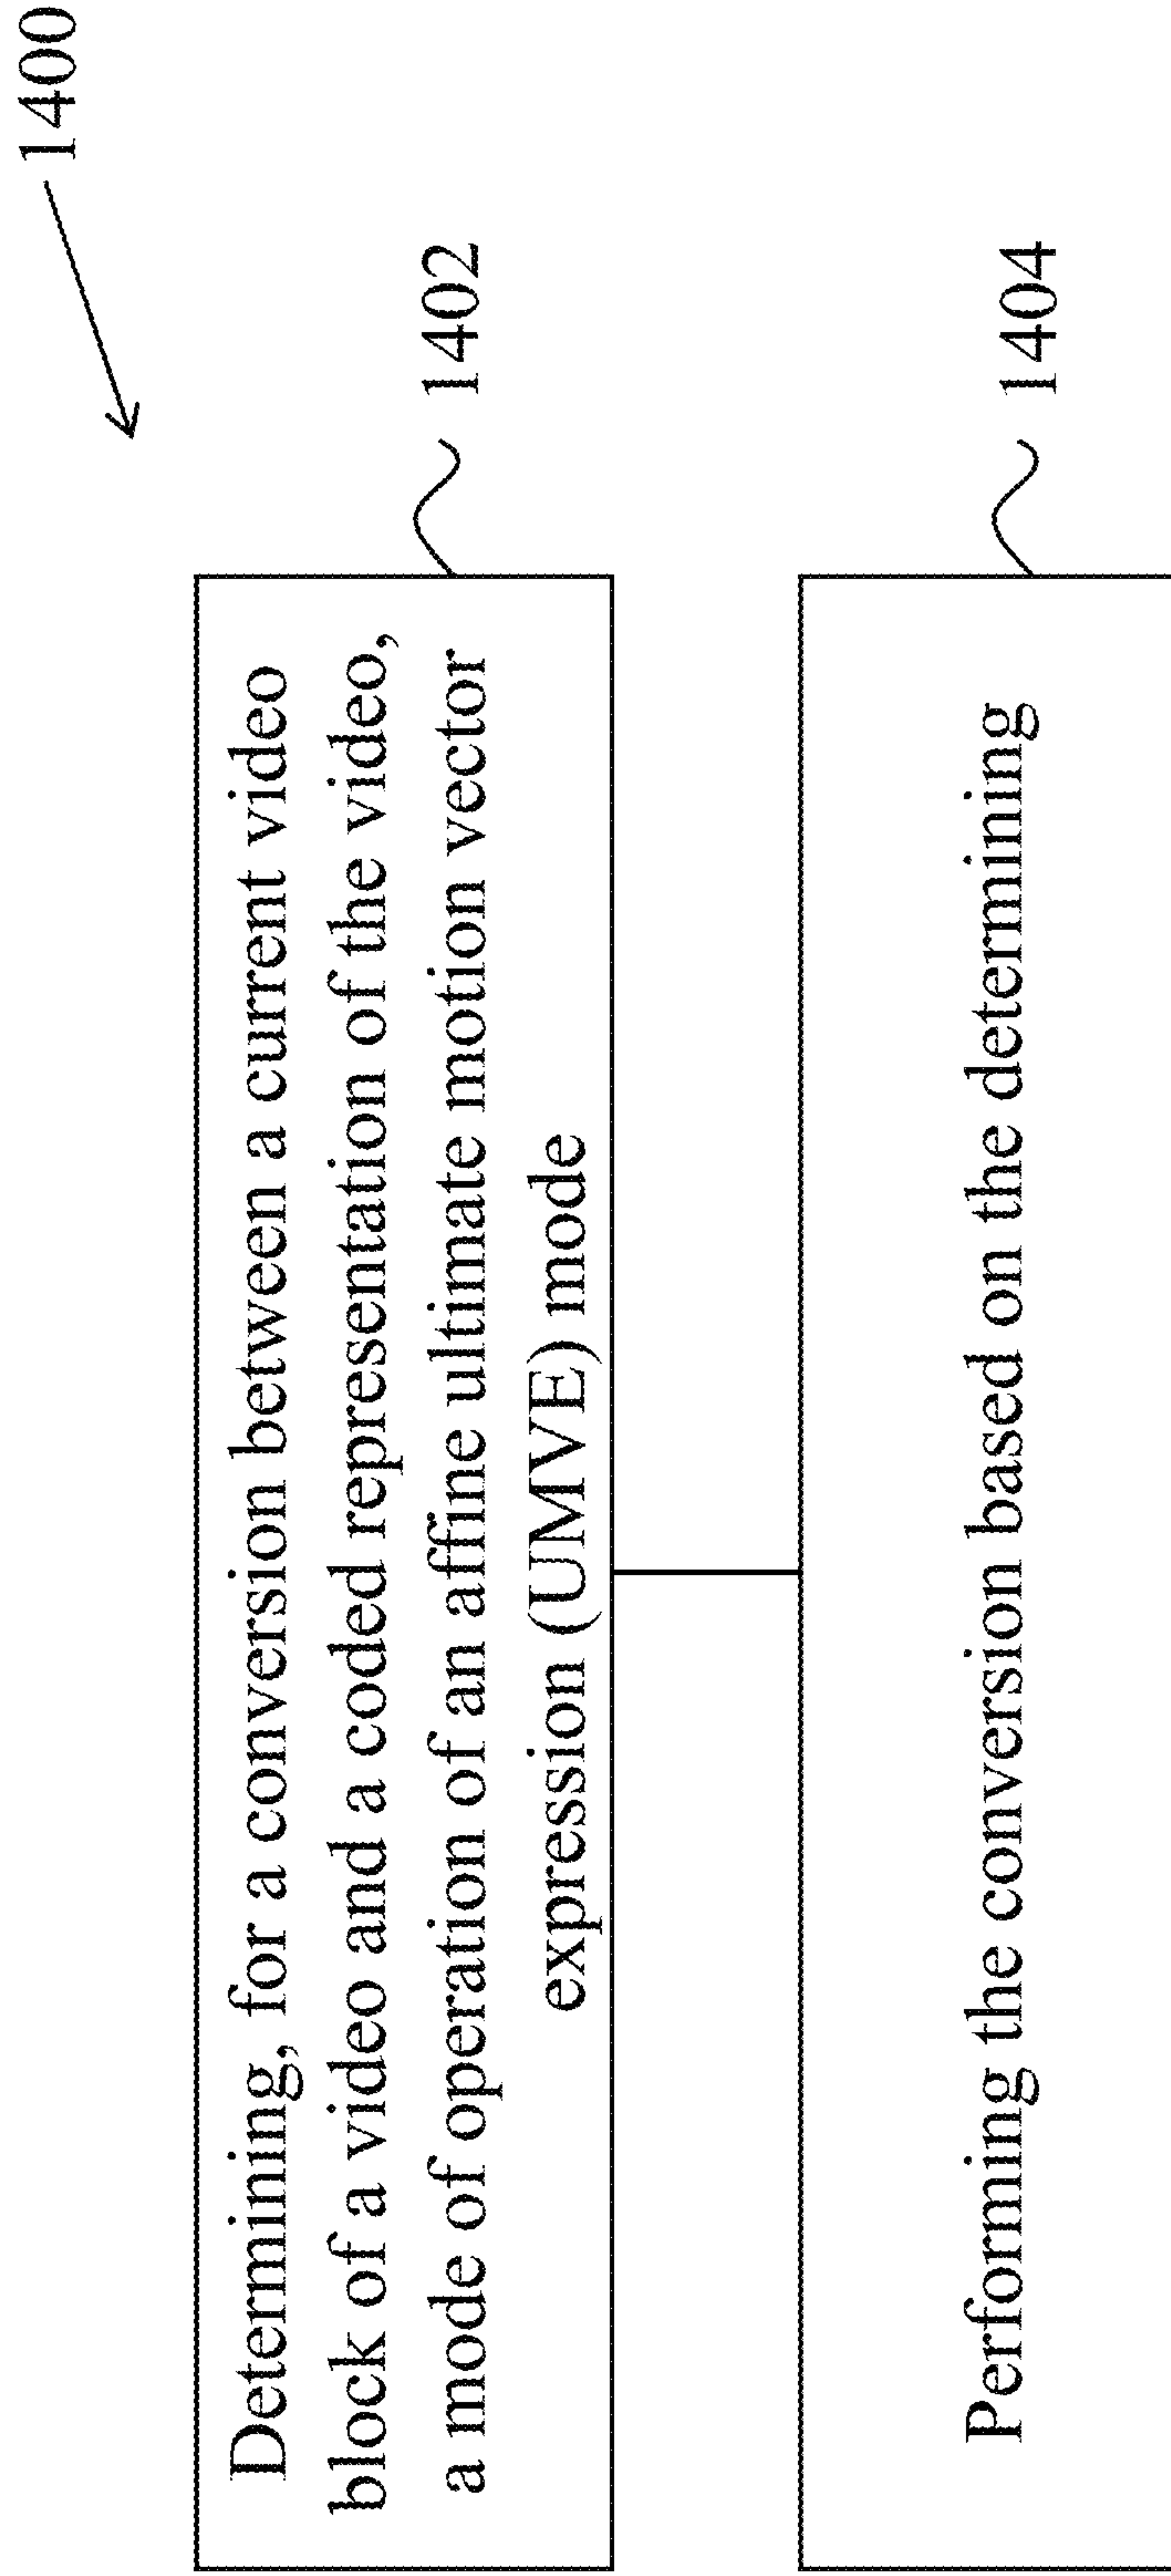 1400
Determining, for a conversion between a current video
block of a video and a coded representation of the video,
a mode of operation of an affine ultimate motion vector
expression (UMVE) mode
1402
Performing the conversion based on the determining
1404